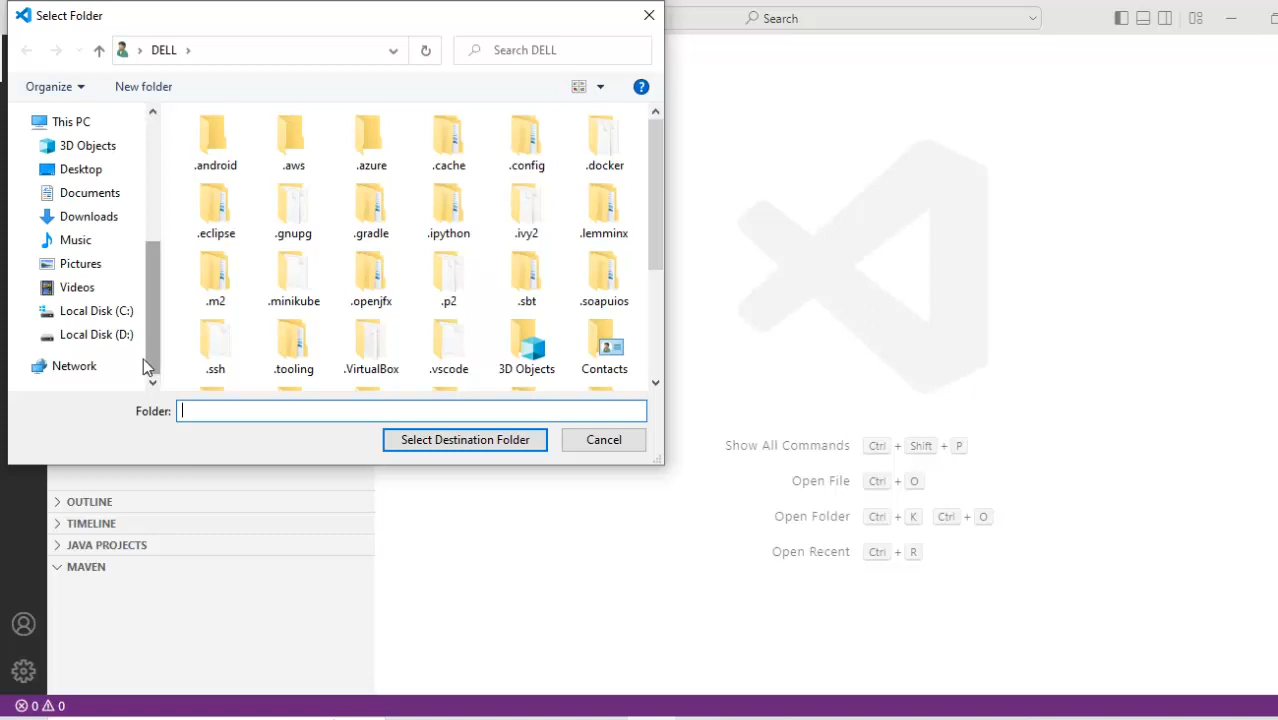 Select Folder
DELL
Search DELL
Search
Organize
New folder
This PC
3D Objects
Desktop
Documents
Downloads
Music
Pictures
Videos
Local Disk (C:)
Local Disk (D:)
Network
.android
.aws
.azure
.cache
.config
.docker
.eclipse
.gnupg
.gradle
.ipython
.ivy2
.lemminx
.m2
.minikube
.openjfx
.p2
.sbt
.soapuios
.ssh
.tooling
.VirtualBox
.vscode
3D Objects
Contacts
Folder:
Select Destination Folder
Cancel
OUTLINE
TIMELINE
JAVA PROJECTS
MAVEN
Show All Commands Ctrl + Shift + P
Open File Ctrl + O
Open Folder Ctrl + K Ctrl + O
Open Recent Ctrl + R
0 0